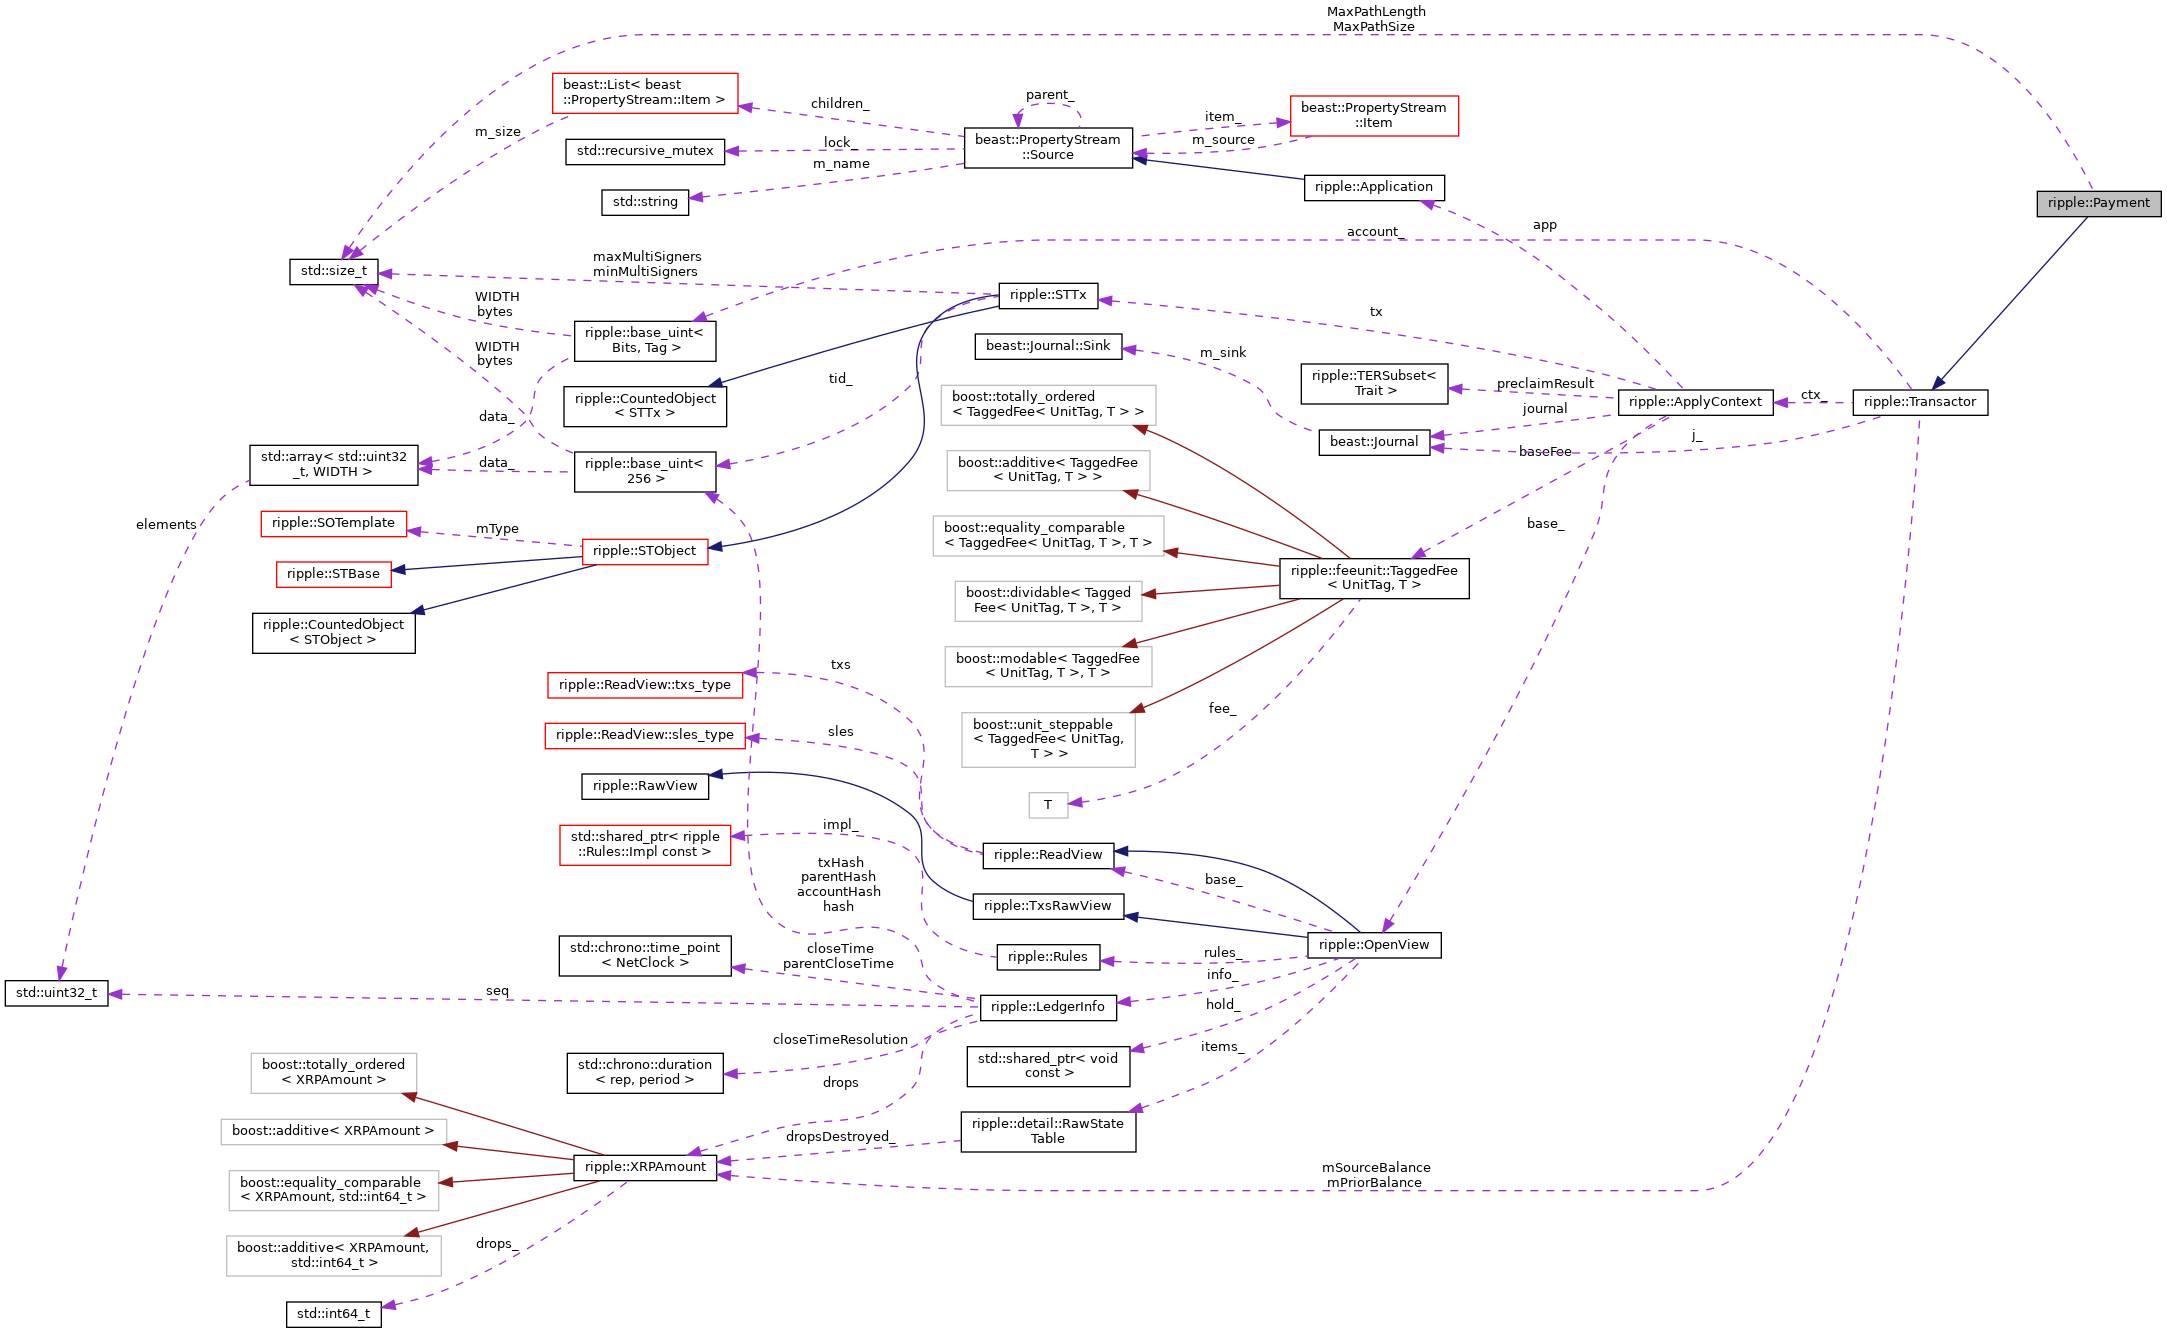 MaxPathLength
MaxPathSize
beast::List< beast
::PropertyStream::Item >
children_
parent_
item_
beast::PropertyStream
::Item
m_size
std::recursive_mutex
lock_
beast::PropertyStream
::Source
m_source
m_name
std::string
ripple::Application
ripple::Payment
app
account_
std::size_t
maxMultiSigners
minMultiSigners
ripple::STTx
tx
WIDTH
bytes
ripple::base_uint<
Bits, Tag >
beast::Journal::Sink
m_sink
WIDTH
bytes
tid_
ripple::TERSubset<
Trait >
preclaimResult
ripple::ApplyContext
ctx_
ripple::Transactor
ripple::CountedObject
< STTx >
boost::totally_ordered
< TaggedFee< UnitTag, T > >
journal
beast::Journal
j_
data_
baseFee
std::array< std::uint32
_t, WIDTH >
data_
ripple::base_uint<
256 >
boost::additive< TaggedFee
< UnitTag, T > >
elements
ripple::SOTemplate
mType
boost::equality_comparable
< TaggedFee< UnitTag, T >, T >
base_
ripple::STObject
ripple::STBase
ripple::feeunit::TaggedFee
< UnitTag, T >
boost::dividable< Tagged
Fee< UnitTag, T >, T >
ripple::CountedObject
< STObject >
boost::modable< TaggedFee
< UnitTag, T >, T >
txs
ripple::ReadView::txs_type
fee_
boost::unit_steppable
< TaggedFee< UnitTag,
T > >
ripple::ReadView::sles_type
sles
ripple::RawView
T
std::shared_ptr< ripple
::Rules::Impl const >
impl_
ripple::ReadView
txHash
parentHash
accountHash
hash
base_
ripple::TxsRawView
ripple::OpenView
std::chrono::time_point
< NetClock >
closeTime
parentCloseTime
ripple::Rules
rules_
info_
std::uint32_t
seq
ripple::LedgerInfo
hold_
closeTimeResolution
items_
std::chrono::duration
< rep, period >
std::shared_ptr< void
const >
boost::totally_ordered
< XRPAmount >
drops
boost::additive< XRPAmount >
dropsDestroyed_
ripple::detail::RawState
Table
ripple::XRPAmount
mSourceBalance
mPriorBalance
boost::equality_comparable
< XRPAmount, std::int64_t >
boost::additive< XRPAmount,
std::int64_t >
drops_
std::int64_t